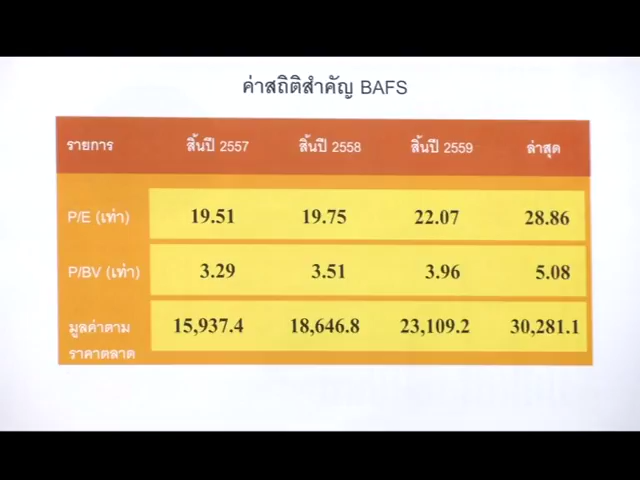 ค่าสถิติสำคัญ BAFS
รายการ สิ้นปี 2557 สิ้นปี 2558 สิ้นปี 2559 ล่าสุด
P/E (เท่า) 19.51 19.75 22.07 28.86
P/BV (เท่า) 3.29 3.51 3.96 5.08
มูลค่าตาม 15,937.4 18,646.8 23,109.2 30,281.1
ราคาตลาด